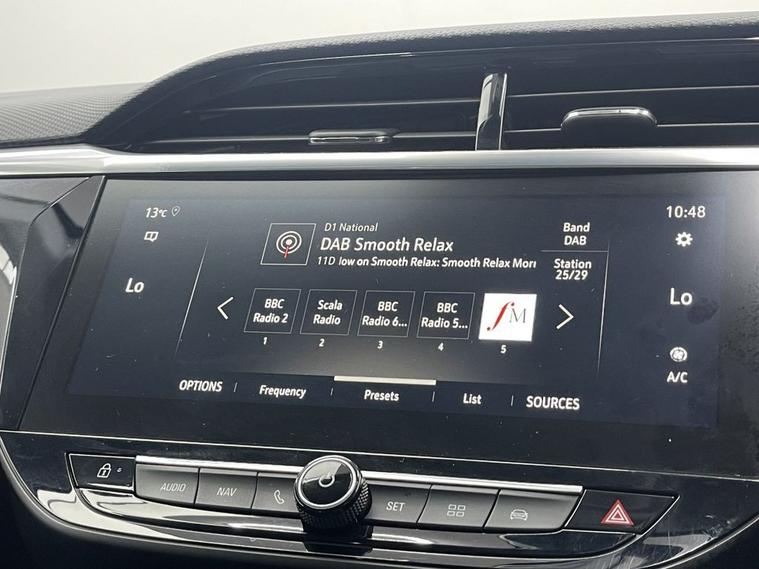 13°C
10:48
D1 National
DAB Smooth Relax
11D low on Smooth Relax: Smooth Relax Mor
Band
DAB
Station
25/29
Lo
Lo
BBC
Radio 2
Scala
Radio
BBC
Radio 6...
BBC
Radio 5...
fM
1
2
3
4
5
A/C
OPTIONS
Frequency
Presets
List
SOURCES
AUDIO
NAV
SET